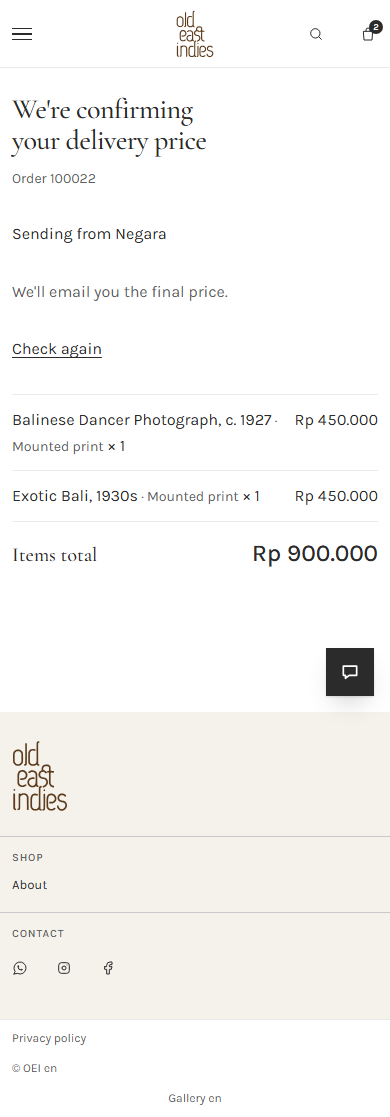 old
east
indies
2
We're confirming
your delivery price
Order 100022
Sending from Negara
We'll email you the final price.
Check again
Balinese Dancer Photograph, c. 1927 · Rp 450.000
Mounted print × 1
Exotic Bali, 1930s · Mounted print × 1 Rp 450.000
Items total Rp 900.000
old
east
indies
SHOP
About
CONTACT
Privacy policy
© OEI en
Gallery en